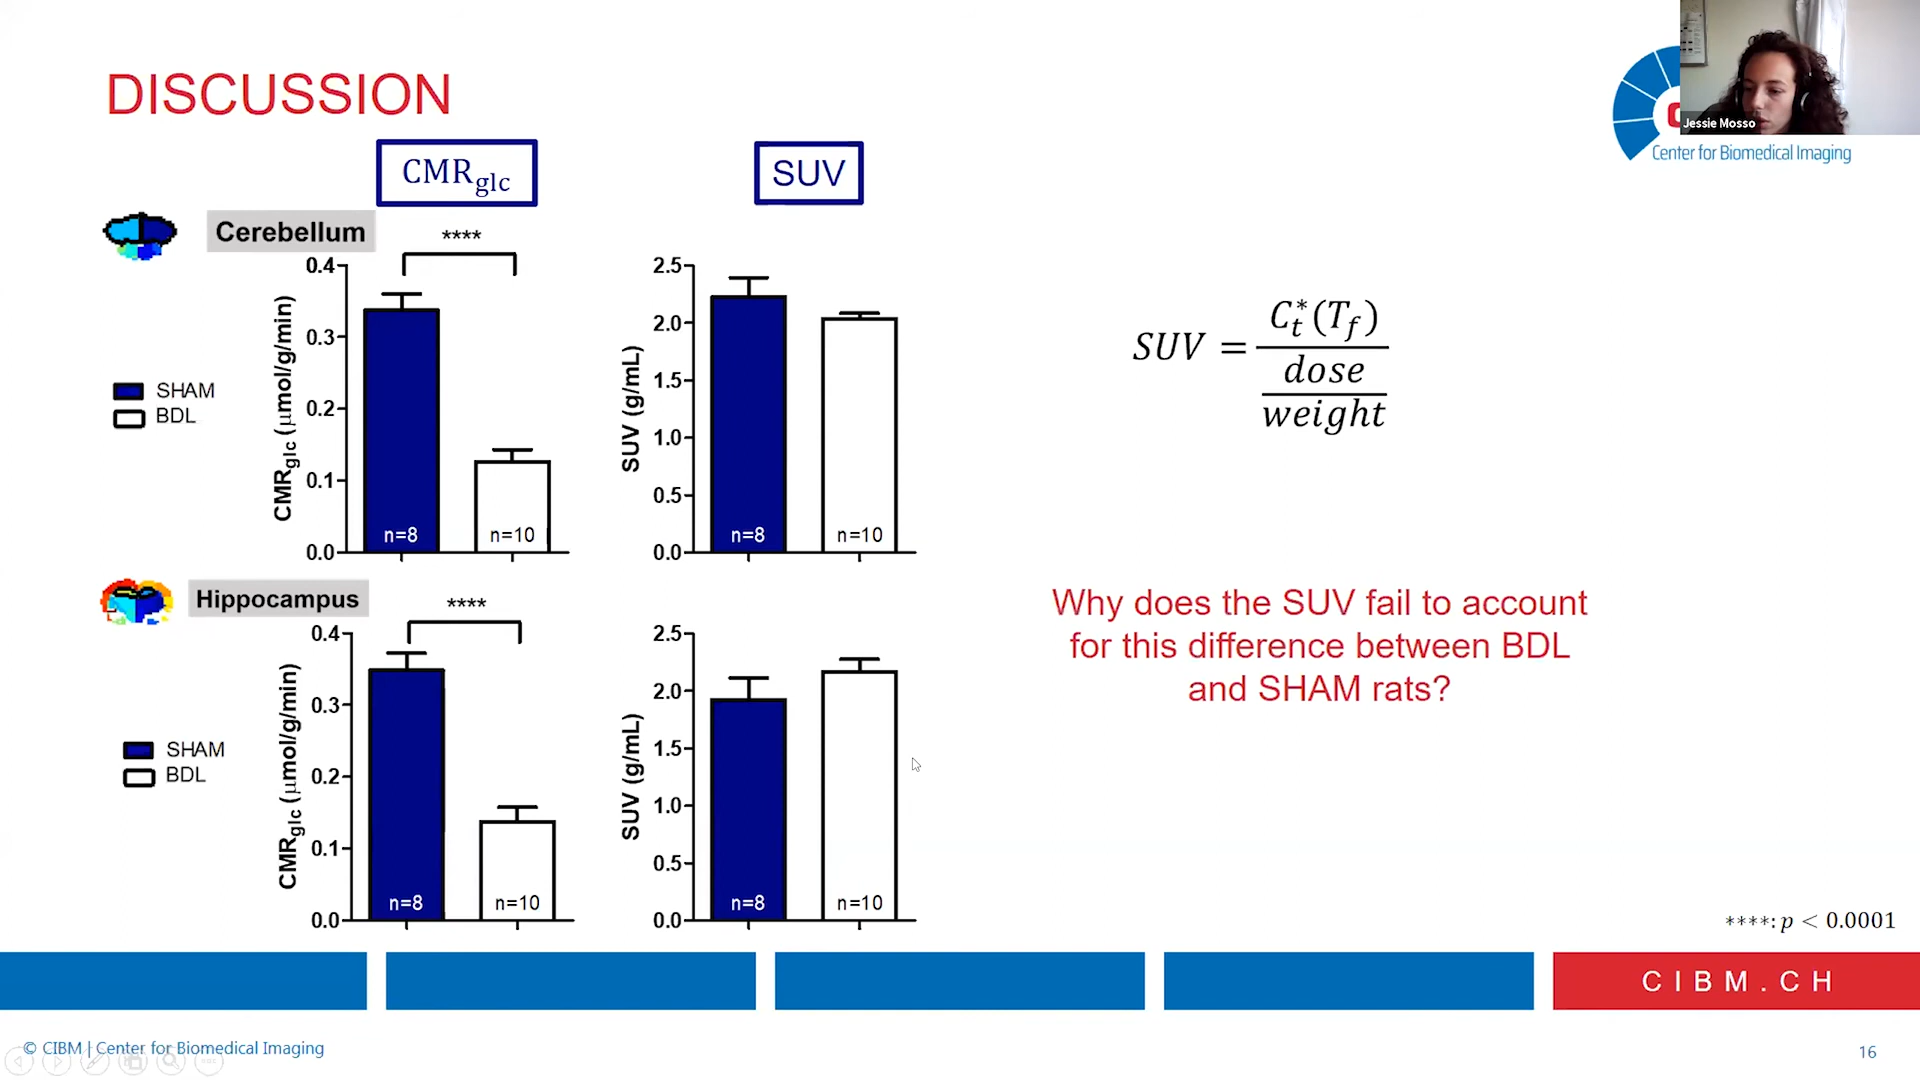 DISCUSSION
CMRglc
SUV
Jessie Mosso
C
Center for Biomedical Imaging
Cerebellum
****
0.4
0.3
0.2
0.1
0.0
CMRglc (μmol/g/min)
n=8
n=10
SHAM
BDL
2.5
2.0
1.5
1.0
0.5
0.0
SUV (g/mL)
n=8
n=10
SUV = C*t(Tf)
dose
weight
Hippocampus
****
0.4
0.3
0.2
0.1
0.0
CMRglc (μmol/g/min)
n=8
n=10
SHAM
BDL
2.5
2.0
1.5
1.0
0.5
0.0
SUV (g/mL)
n=8
n=10
Why does the SUV fail to account
for this difference between BDL
and SHAM rats?
****: p < 0.0001
CIBM.CH
© CIBM | Center for Biomedical Imaging
16